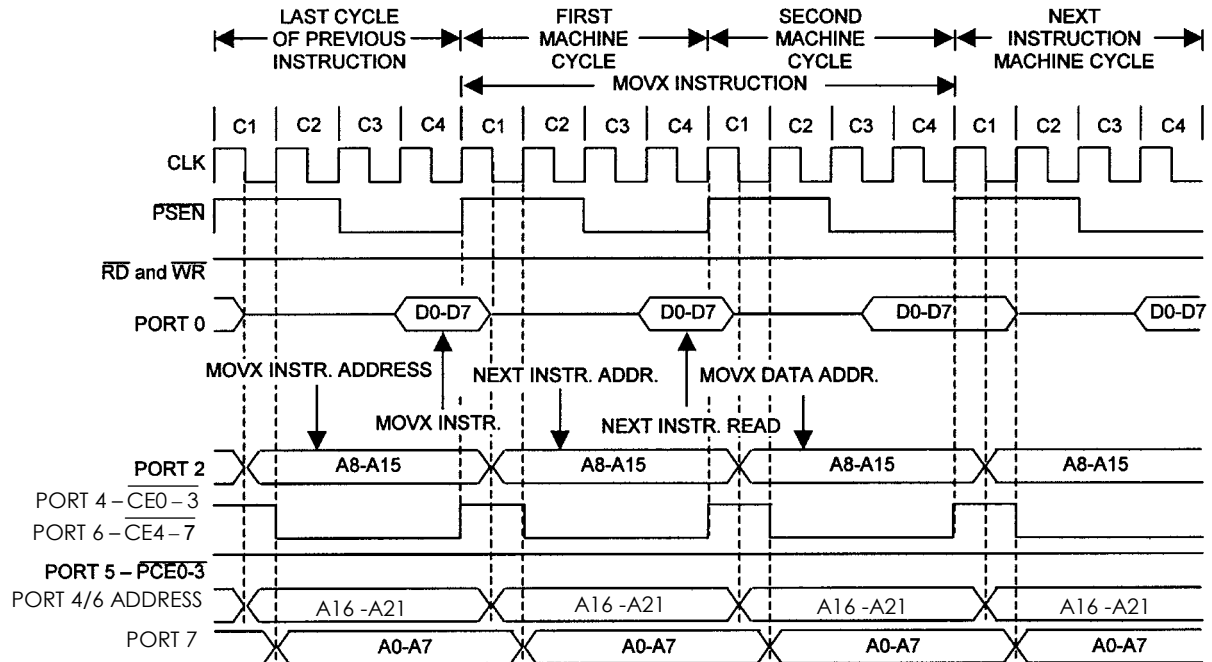 LAST CYCLE
OF PREVIOUS
INSTRUCTION
FIRST
MACHINE
CYCLE
SECOND
MACHINE
CYCLE
NEXT
INSTRUCTION
MACHINE CYCLE
MOVX INSTRUCTION
C1 C2 C3 C4 C1 C2 C3 C4 C1 C2 C3 C4 C1 C2 C3 C4
CLK
PSEN
RD and WR
PORT 0 D0-D7 D0-D7 D0-D7 D0-D7
MOVX INSTR. ADDRESS NEXT INSTR. ADDR. MOVX DATA ADDR.
MOVX INSTR. NEXT INSTR. READ
PORT 2 A8-A15 A8-A15 A8-A15 A8-A15
PORT 4 – CE0 – 3
PORT 6 – CE4 – 7
PORT 5 – PCE0-3
PORT 4/6 ADDRESS A16 -A21 A16 -A21 A16 -A21 A16 -A21
PORT 7 A0-A7 A0-A7 A0-A7 A0-A7